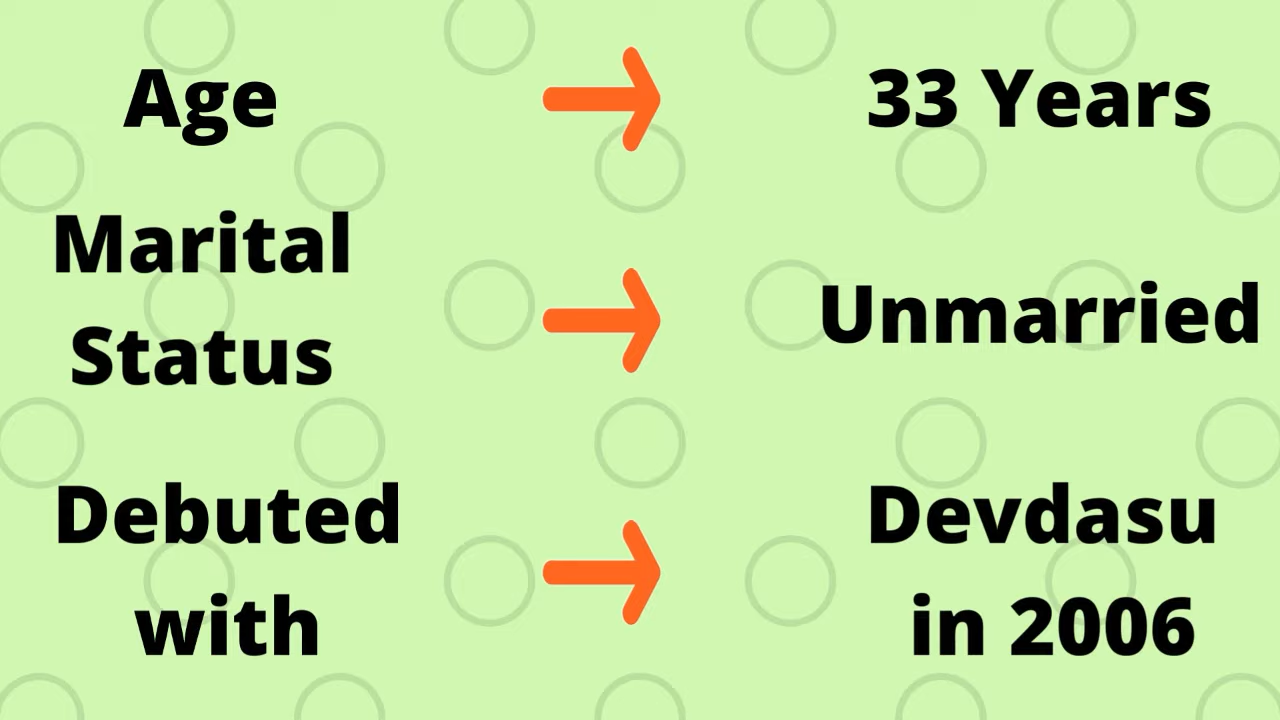 Age
33 Years
Marital
Status
Unmarried
Debuted
with
Devdasu
in 2006